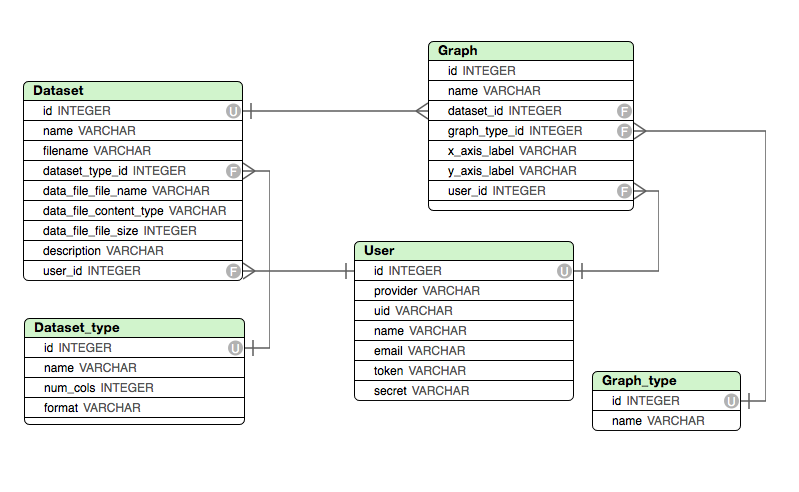 Dataset
id INTEGER U
name VARCHAR
filename VARCHAR
dataset_type_id INTEGER F
data_file_file_name VARCHAR
data_file_content_type VARCHAR
data_file_file_size INTEGER
description VARCHAR
user_id INTEGER F
Dataset_type
id INTEGER U
name VARCHAR
num_cols INTEGER
format VARCHAR
Graph
id INTEGER
name VARCHAR
dataset_id INTEGER F
graph_type_id INTEGER F
x_axis_label VARCHAR
y_axis_label VARCHAR
user_id INTEGER F
User
id INTEGER U
provider VARCHAR
uid VARCHAR
name VARCHAR
email VARCHAR
token VARCHAR
secret VARCHAR
Graph_type
id INTEGER U
name VARCHAR